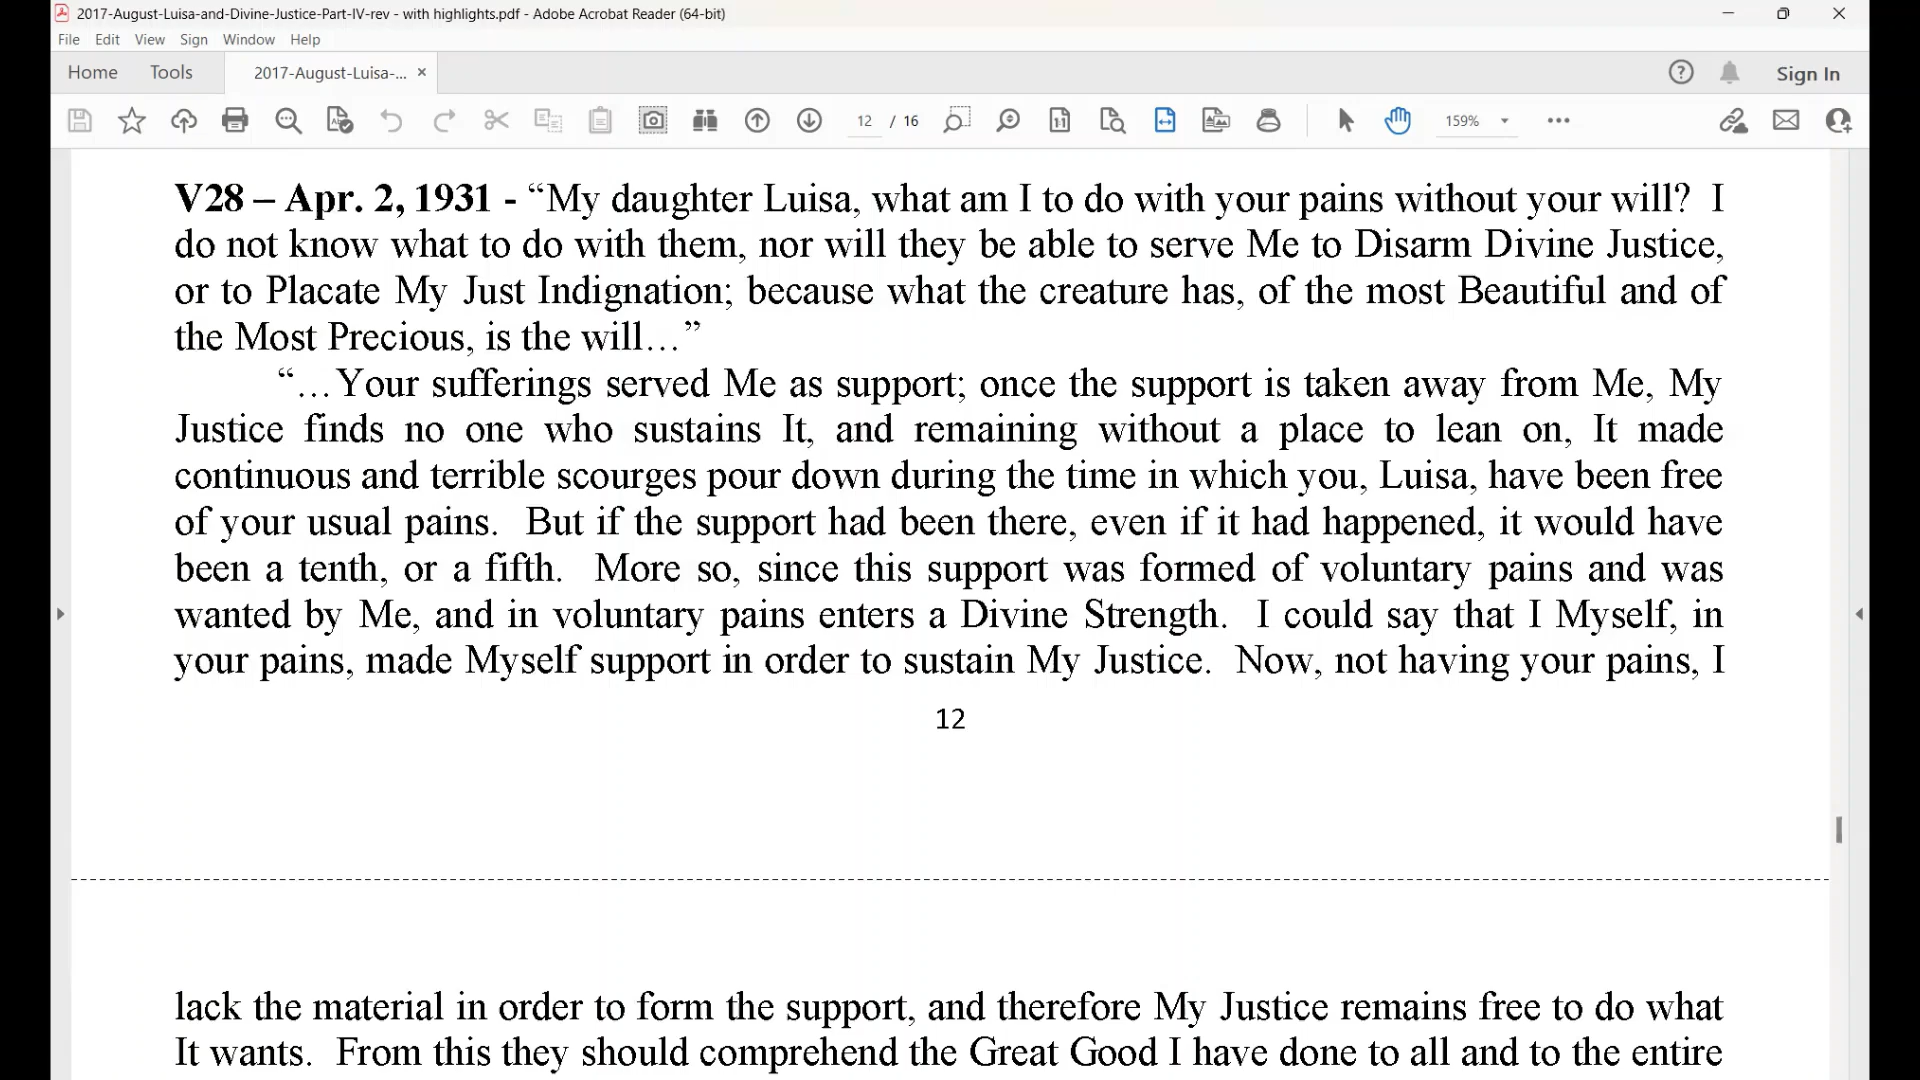 2017-August-Luisa-and-Divine-Justice-Part-IV-rev - with highlights.pdf - Adobe Acrobat Reader (64-bit)
File Edit View Sign Window Help
Home Tools 2017-August-Luisa-... × Sign In
12 / 16 159%
V28 – Apr. 2, 1931 - “My daughter Luisa, what am I to do with your pains without your will? I
do not know what to do with them, nor will they be able to serve Me to Disarm Divine Justice,
or to Placate My Just Indignation; because what the creature has, of the most Beautiful and of
the Most Precious, is the will…”
“…Your sufferings served Me as support; once the support is taken away from Me, My
Justice finds no one who sustains It, and remaining without a place to lean on, It made
continuous and terrible scourges pour down during the time in which you, Luisa, have been free
of your usual pains. But if the support had been there, even if it had happened, it would have
been a tenth, or a fifth. More so, since this support was formed of voluntary pains and was
wanted by Me, and in voluntary pains enters a Divine Strength. I could say that I Myself, in
your pains, made Myself support in order to sustain My Justice. Now, not having your pains, I
12
lack the material in order to form the support, and therefore My Justice remains free to do what
It wants. From this they should comprehend the Great Good I have done to all and to the entire